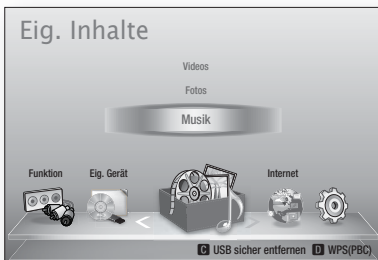 Eig. Inhalte
Videos
Fotos
Musik
Funktion Eig. Gerät Internet
C USB sicher entfernen D WPS(PBC)